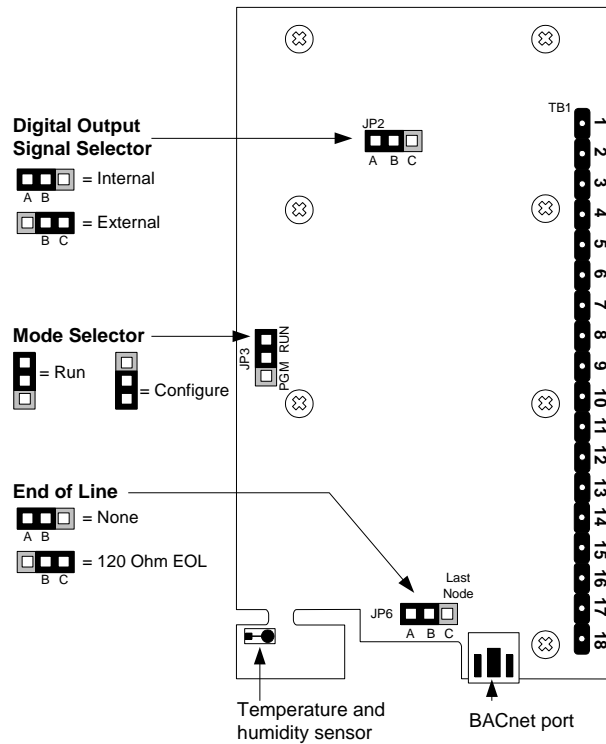 Digital Output
Signal Selector
= Internal
A B
= External
B C
JP2
A B C
TB1
1
2
3
4
5
6
7
8
9
10
11
12
13
14
15
16
17
18
Mode Selector
= Run
= Configure
JP3
PGM RUN
End of Line
= None
A B
= 120 Ohm EOL
B C
Last
Node
JP6
A B C
Temperature and
humidity sensor
BACnet port